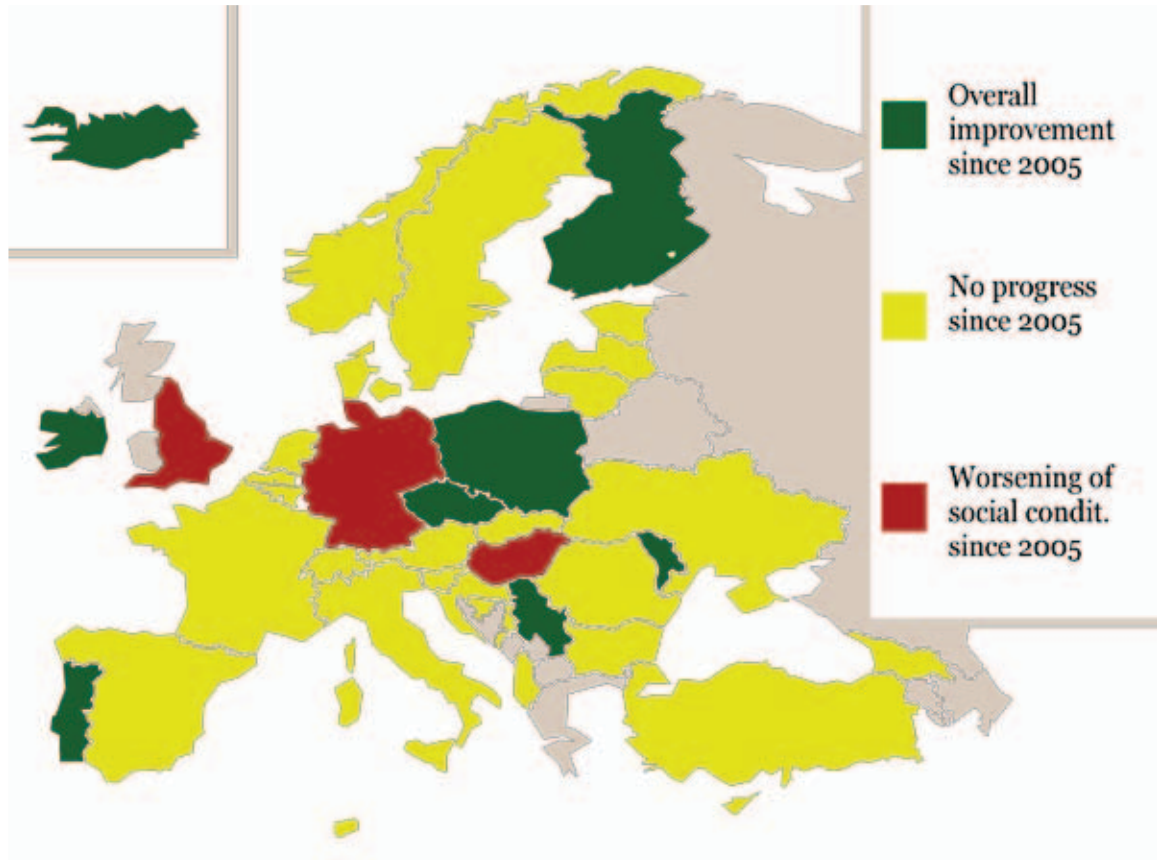 Overall
improvement
since 2005
No progress
since 2005
Worsening of
social condit.
since 2005